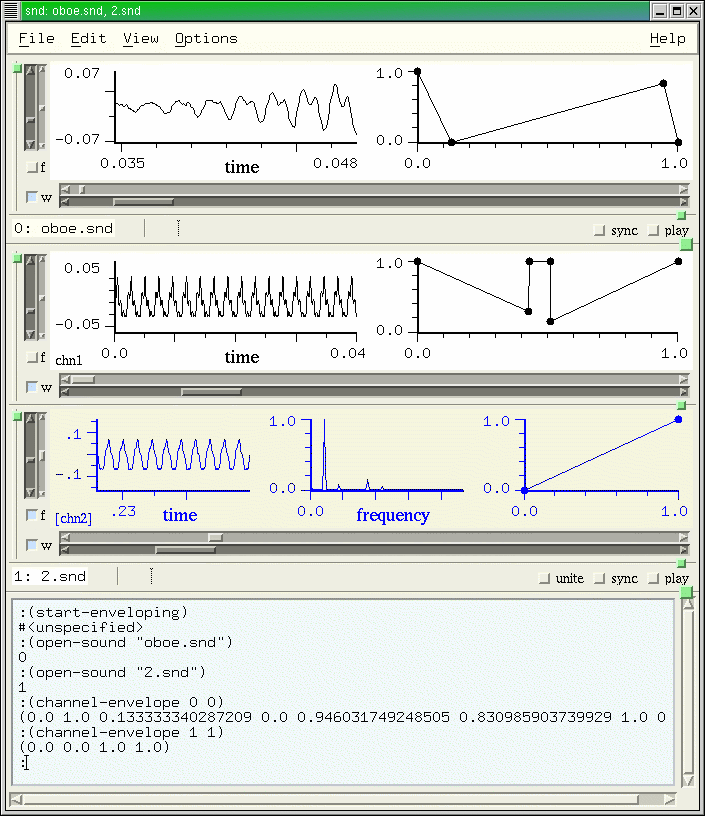 snd: oboe.snd, 2.snd
File Edit View Options Help
0.07
-0.07
0.035 time 0.048
1.0
0.0
0.0 1.0
f
w
0: oboe.snd sync play
0.05
-0.05
0.0 time 0.04
1.0
0.0
0.0 1.0
f chn1
w
.1
-.1
.23 time
1.0
0.0
0.0 frequency
1.0
0.0
0.0 1.0
f [chn2]
w
1: 2.snd unite sync play
:(start-enveloping)
#<unspecified>
:(open-sound "oboe.snd")
0
:(open-sound "2.snd")
1
:(channel-envelope 0 0)
(0.0 1.0 0.133333340287209 0.0 0.946031749248505 0.830985903739929 1.0 0
:(channel-envelope 1 1)
(0.0 0.0 1.0 1.0)
: